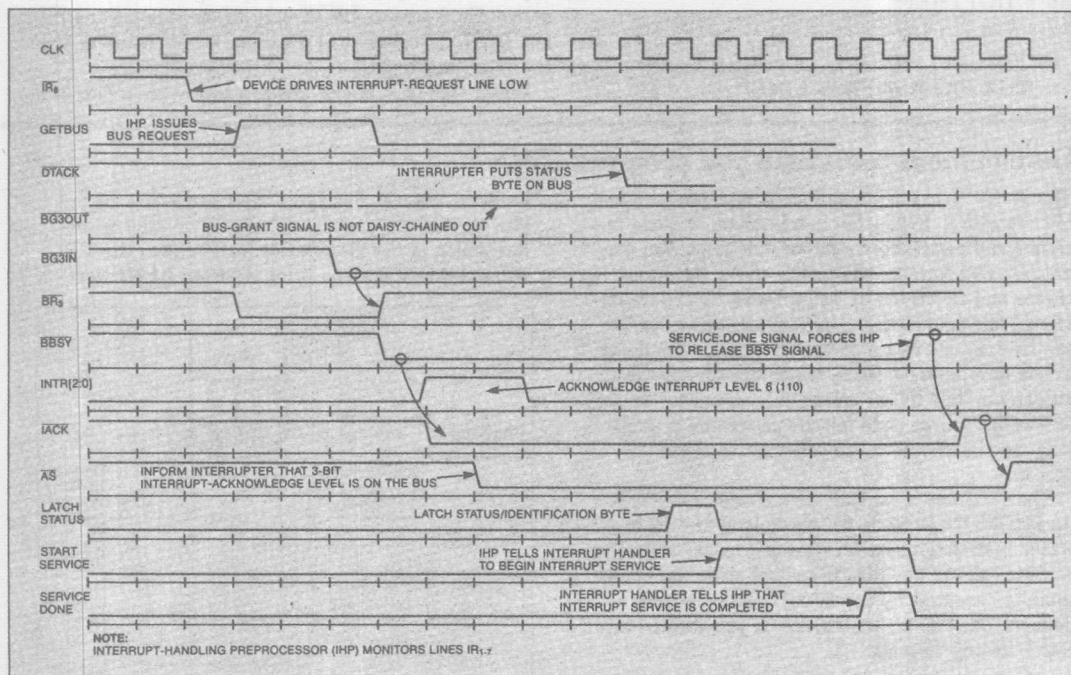 CLK
IR₆
DEVICE DRIVES INTERRUPT-REQUEST LINE LOW
GETBUS
IHP ISSUES
BUS REQUEST
DTACK
INTERRUPTER PUTS STATUS
BYTE ON BUS
BG3OUT
BUS-GRANT SIGNAL IS NOT DAISY-CHAINED OUT
BG3IN
BR₃
BBSY
SERVICE-DONE SIGNAL FORCES IHP
TO RELEASE BBSY SIGNAL
INTR(2:0)
ACKNOWLEDGE INTERRUPT LEVEL 6 (110)
IACK
AS
INFORM INTERRUPTER THAT 3-BIT
INTERRUPT-ACKNOWLEDGE LEVEL IS ON THE BUS
LATCH
STATUS
LATCH STATUS/IDENTIFICATION BYTE
START
SERVICE
IHP TELLS INTERRUPT HANDLER
TO BEGIN INTERRUPT SERVICE
SERVICE
DONE
INTERRUPT HANDLER TELLS IHP THAT
INTERRUPT SERVICE IS COMPLETED
NOTE:
INTERRUPT-HANDLING PREPROCESSOR (IHP) MONITORS LINES IR₁₋₇